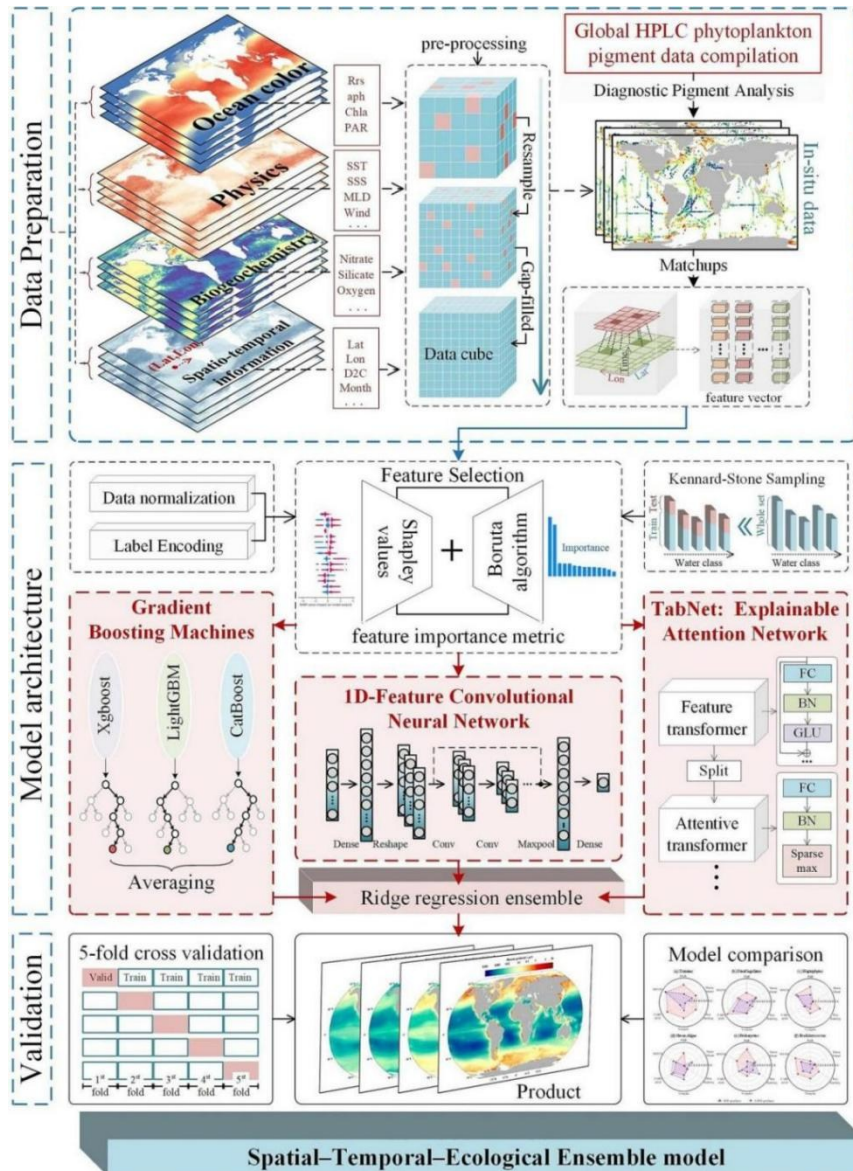 Data Preparation
Ocean color
Physics
Biogeochemistry
(Lat,Lon)
Spatio-temporal
information
Rrs
aph
Chla
PAR
SST
SSS
MLD
Wind
. . .
Nitrate
Silicate
Oxygen
. . .
Lat
Lon
D2C
Month
. . .
pre-processing
Resample
Gap-filled
Data cube
Global HPLC phytoplankton
pigment data compilation
Diagnostic Pigment Analysis
In-situ data
Matchups
Time
Lon
feature vector
Model architecture
Data normalization
Label Encoding
Feature Selection
Shapley
values
+
Boruta
algorithm
Importance
feature importance metric
Kennard-Stone Sampling
Train Test
Whole set
Water class
Water class
Gradient
Boosting Machines
Xgboost
LightGBM
CatBoost
Averaging
1D-Feature Convolutional
Neural Network
Dense
Reshape
Conv
Conv
Maxpool
Dense
TabNet: Explainable
Attention Network
Feature
transformer
FC
BN
GLU
Split
Attentive
transformer
FC
BN
Sparse
max
Ridge regression ensemble
Validation
5-fold cross validation
Valid Train Train Train Train
1st fold
2nd fold
3rd fold
4th fold
5th fold
Product
Model comparison
Spatial–Temporal–Ecological Ensemble model